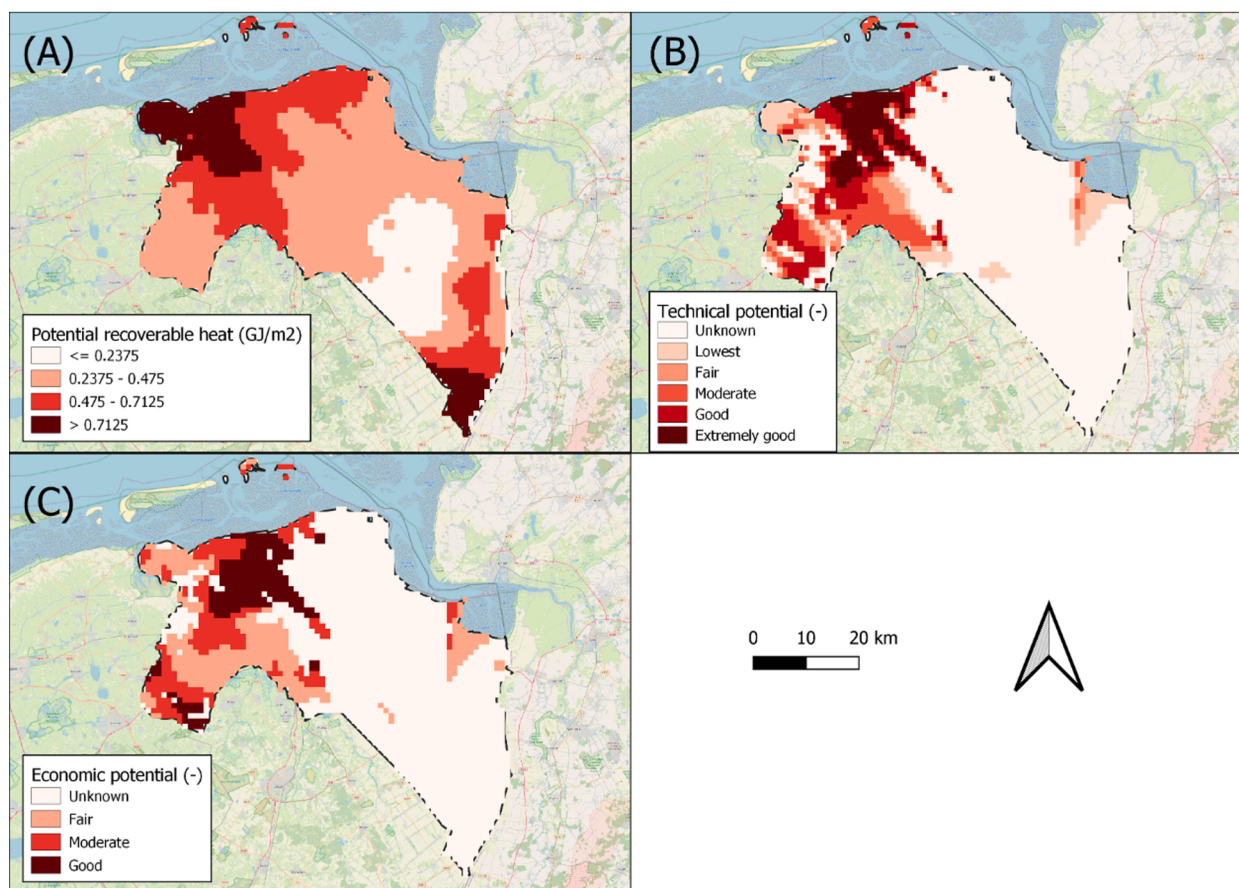 (A)
Potential recoverable heat (GJ/m2)
<= 0.2375
0.2375 - 0.475
0.475 - 0.7125
> 0.7125
(B)
Technical potential (-)
Unknown
Lowest
Fair
Moderate
Good
Extremely good
(C)
Economic potential (-)
Unknown
Fair
Moderate
Good
0 10 20 km